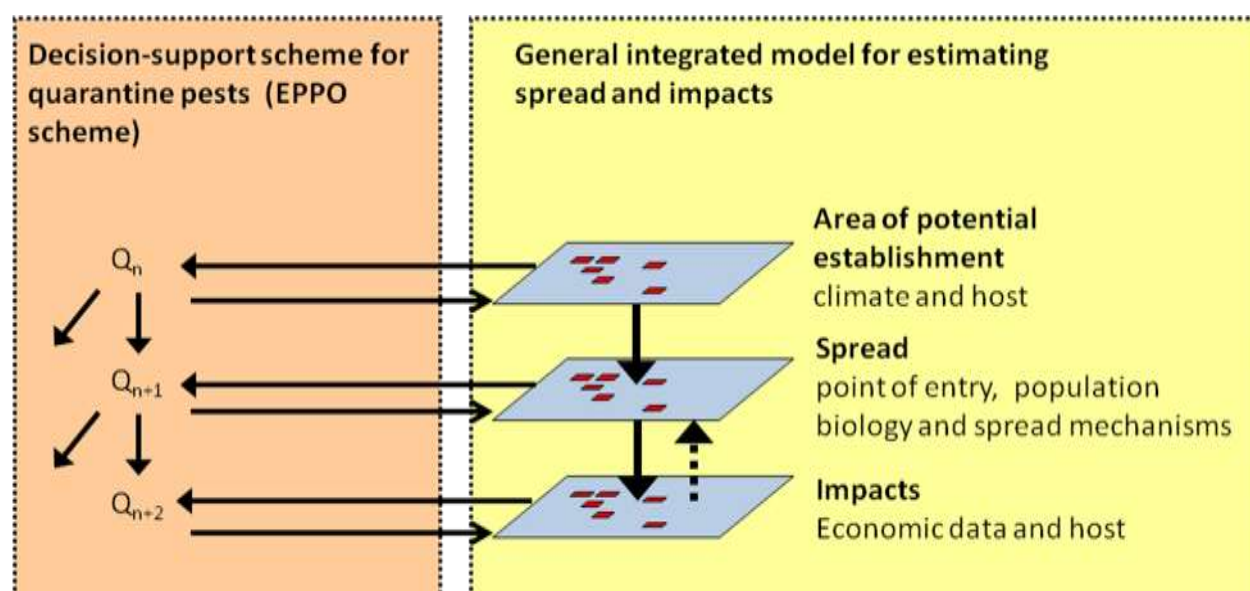 Decision-support scheme for
quarantine pests (EPPO
scheme)
General integrated model for estimating
spread and impacts
Qn
Qn+1
Qn+2
Area of potential
establishment
climate and host
Spread
point of entry, population
biology and spread mechanisms
Impacts
Economic data and host